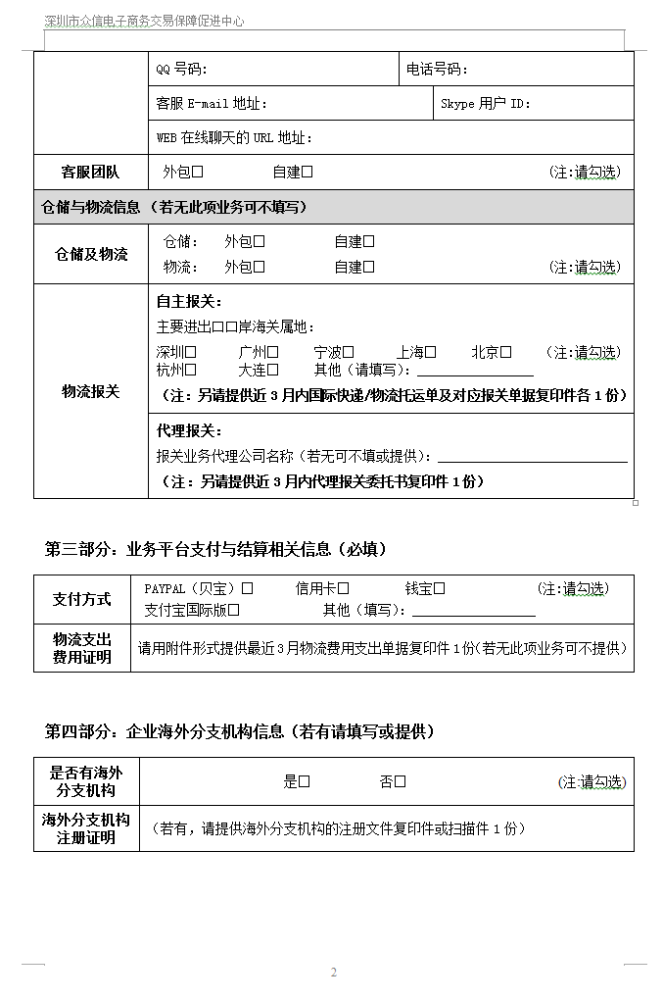 深圳市众信电子商务交易保障促进中心
QQ 号码: 电话号码:
客服 E-mail 地址: Skype 用户 ID:
WEB 在线聊天的 URL 地址:
客服团队 外包□ 自建□ (注:请勾选)
仓储与物流信息（若无此项业务可不填写）
仓储及物流 仓储: 外包□ 自建□
物流: 外包□ 自建□ (注:请勾选)
自主报关:
主要进出口口岸海关属地:
深圳□ 广州□ 宁波□ 上海□ 北京□ (注:请勾选)
杭州□ 大连□ 其他（请填写）:_________________
物流报关 （注: 另请提供近 3 月内国际快递/物流托运单及对应报关单据复印件各 1 份）
代理报关:
报关业务代理公司名称（若无可不填或提供）:____________________________
（注: 另请提供近 3 月内代理报关委托书复印件 1 份）
第三部分: 业务平台支付与结算相关信息（必填）
支付方式 PAYPAL（贝宝）□ 信用卡□ 钱宝□ (注:请勾选)
支付宝国际版□ 其他（填写）:__________________
物流支出费用证明 请用附件形式提供最近 3 月物流费用支出单据复印件 1 份(若无此项业务可不提供)
第四部分: 企业海外分支机构信息（若有请填写或提供）
是否有海外分支机构 是□ 否□ (注:请勾选)
海外分支机构注册证明 （若有, 请提供海外分支机构的注册文件复印件或扫描件 1 份）
2